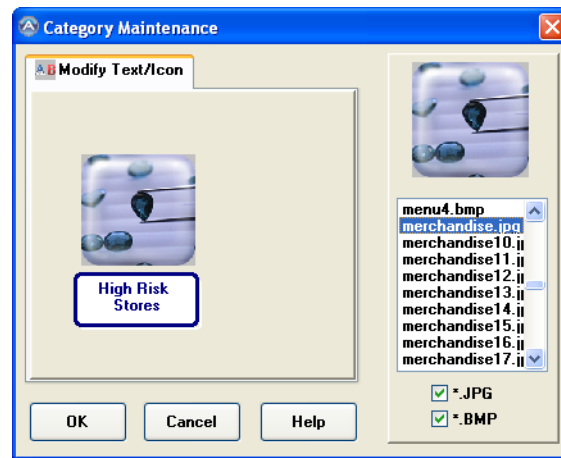 Category Maintenance
AB Modify Text/Icon
High Risk
Stores
OK
Cancel
Help
menu4.bmp
merchandise.jpg
merchandise10.j
merchandise11.j
merchandise12.j
merchandise13.j
merchandise14.j
merchandise15.j
merchandise16.j
merchandise17.j
*.JPG
*.BMP